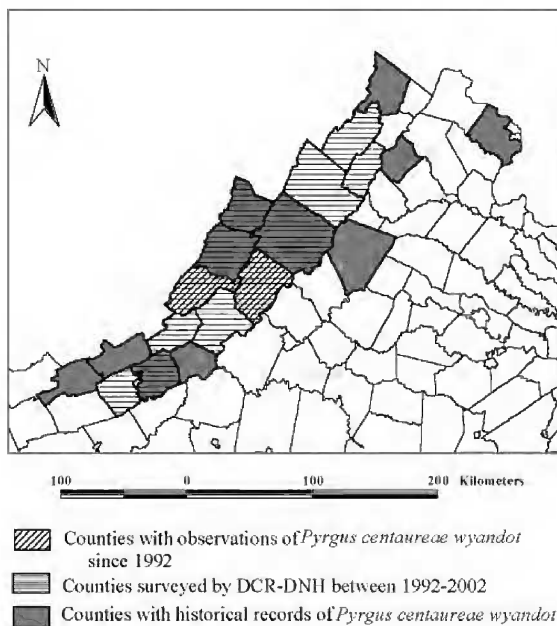 N
100 0 100 200 Kilometers
Counties with observations of Pyrgus centaureae wyandot
since 1992
Counties surveyed by DCR-DNH between 1992-2002
Counties with historical records of Pyrgus centaureae wyandot